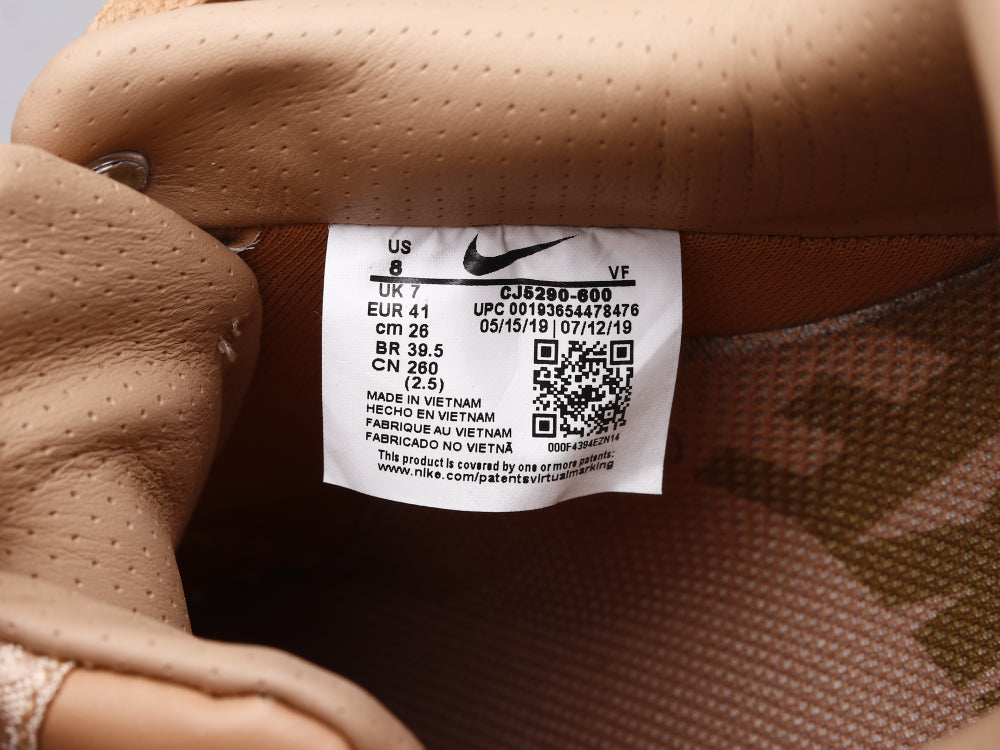 US
8
VF
UK 7
EUR 41
cm 26
BR 39.5
CN 260
(2.5)
CJ5290-600
UPC 00193654478476
05/15/19 | 07/12/19
MADE IN VIETNAM
HECHO EN VIETNAM
FABRIQUE AU VIETNAM
FABRICADO NO VIETNÃ
000F4394EZN14
This product is covered by one or more patents:
www.nike.com/patentsvirtualmarking